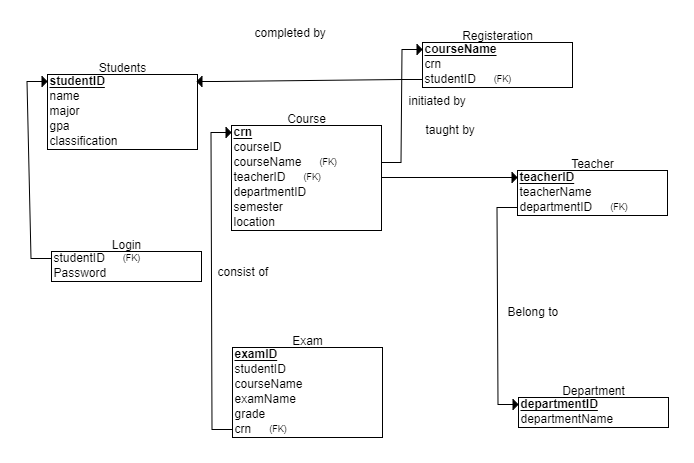 completed by
Registeration
courseName
crn
studentID (FK)
Students
studentID
name
major
gpa
classification
initiated by
taught by
Course
crn
courseID
courseName (FK)
teacherID (FK)
departmentID
semester
location
Teacher
teacherID
teacherName
departmentID (FK)
Login
studentID (FK)
Password
consist of
Belong to
Exam
examID
studentID
courseName
examName
grade
crn (FK)
Department
departmentID
departmentName